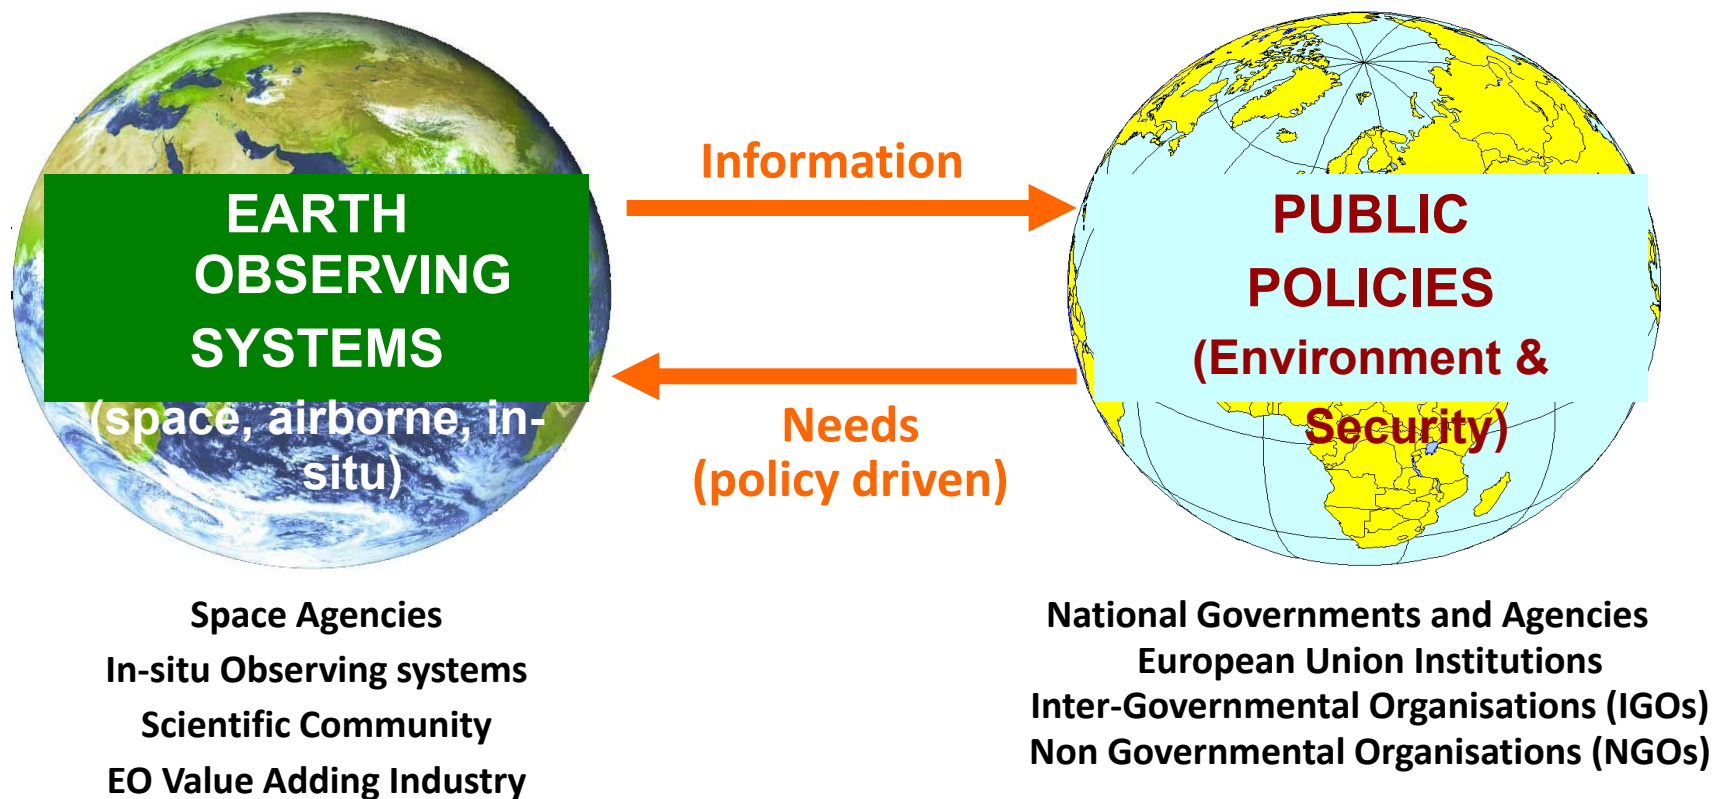 EARTH
OBSERVING
SYSTEMS
(space, airborne, in-
situ)
Space Agencies
In-situ Observing systems
Scientific Community
EO Value Adding Industry
Information
Needs
(policy driven)
PUBLIC
POLICIES
(Environment &
Security)
National Governments and Agencies
European Union Institutions
Inter-Governmental Organisations (IGOs)
Non Governmental Organisations (NGOs)